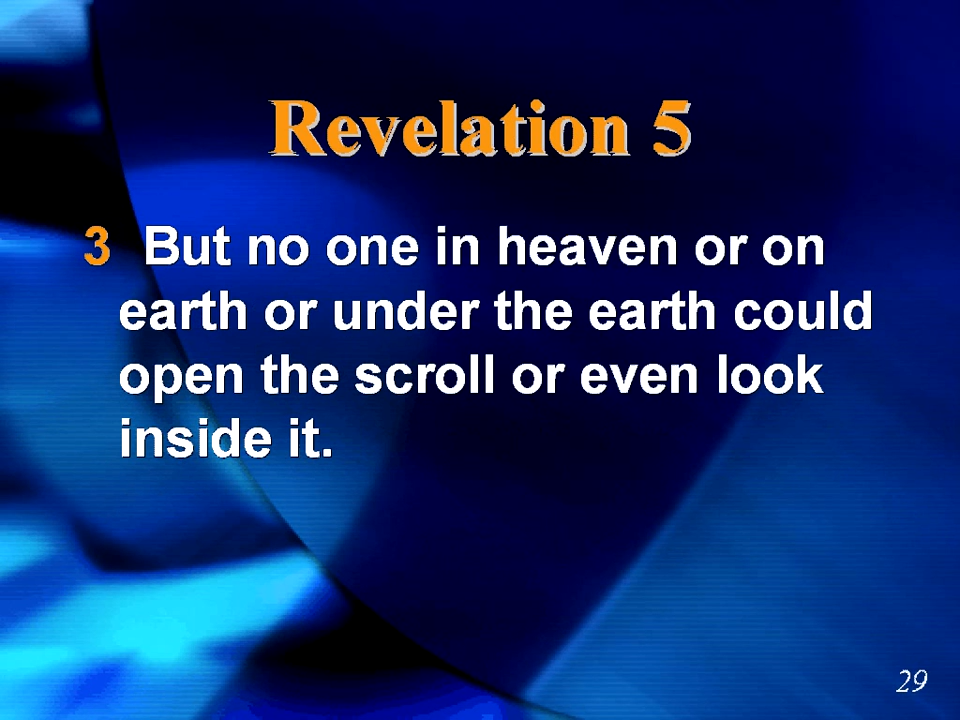 Revelation 5
3 But no one in heaven or on
earth or under the earth could
open the scroll or even look
inside it.
29